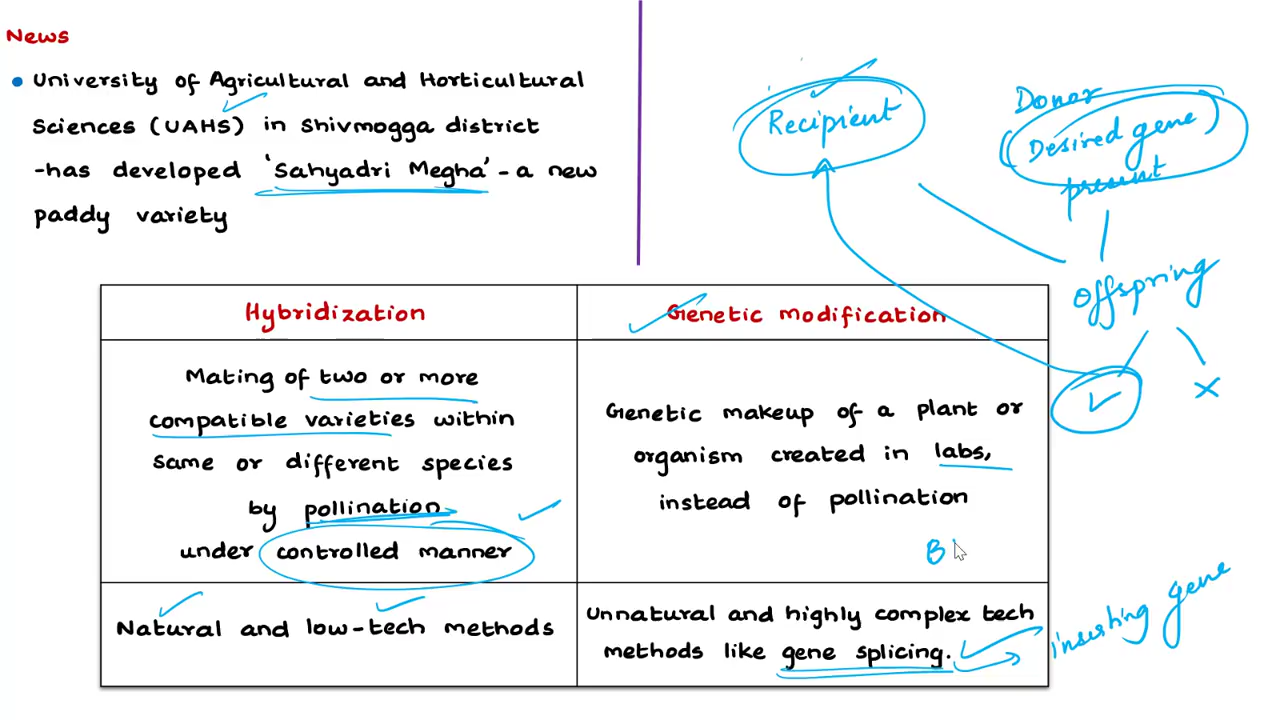 News
• University of Agricultural and Horticultural
Sciences (UAHS) in Shivmogga district
-has developed 'Sahyadri Megha' - a new
paddy variety
Recipient
Donor
(Desired gene)
present
Offspring
Hybridization
Mating of two or more
compatible varieties within
same or different species
by pollination
under controlled manner
Natural and low-tech methods
Genetic modification
Genetic makeup of a plant or
organism created in labs,
instead of pollination
B
Unnatural and highly complex tech
methods like gene splicing.
inserting gene